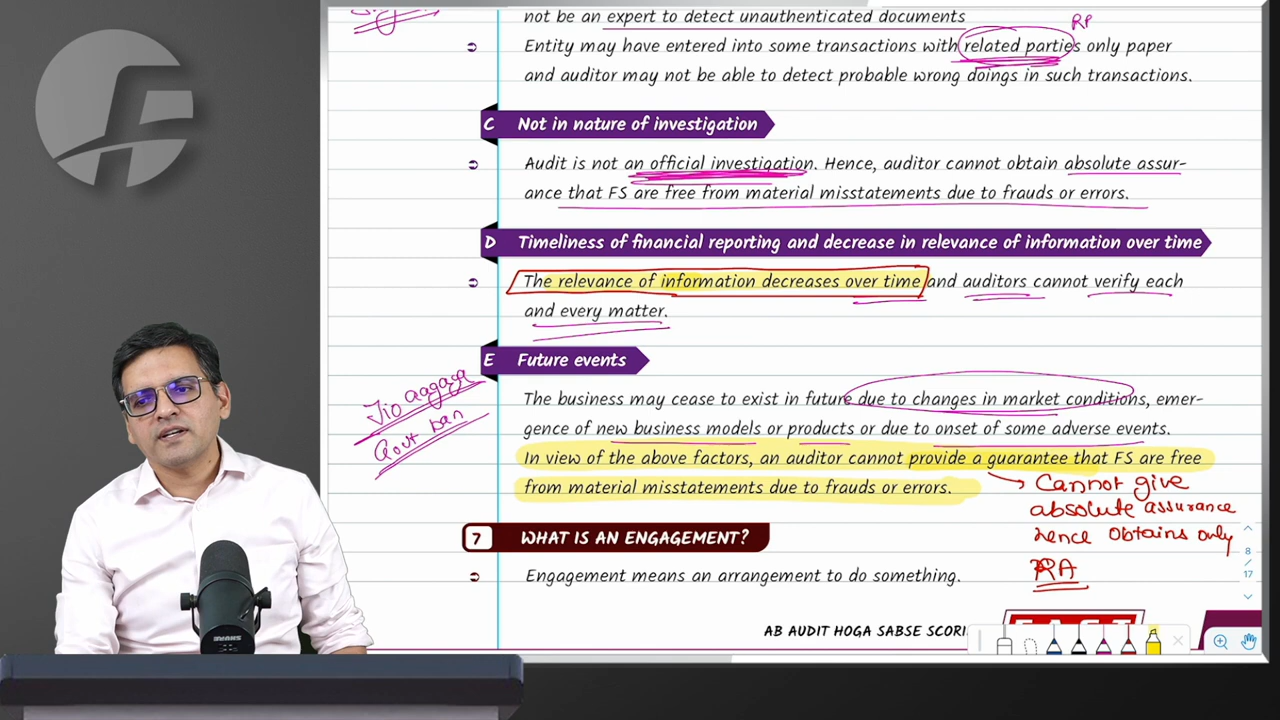 not be an expert to detect unauthenticated documents
RP
Entity may have entered into some transactions with related parties only paper
and auditor may not be able to detect probable wrong doings in such transactions.
C Not in nature of investigation
Audit is not an official investigation. Hence, auditor cannot obtain absolute assur-
ance that FS are free from material misstatements due to frauds or errors.
D Timeliness of financial reporting and decrease in relevance of information over time
The relevance of information decreases over time and auditors cannot verify each
and every matter.
E Future events
Jio aagaya
Govt ban
The business may cease to exist in future due to changes in market conditions, emer-
gence of new business models or products or due to onset of some adverse events.
In view of the above factors, an auditor cannot provide a guarantee that FS are free
from material misstatements due to frauds or errors.
Cannot give
absolute assurance
hence Obtains only
RA
7 WHAT IS AN ENGAGEMENT?
Engagement means an arrangement to do something.
AB AUDIT HOGA SABSE SCORI
8
/
17
SHURE